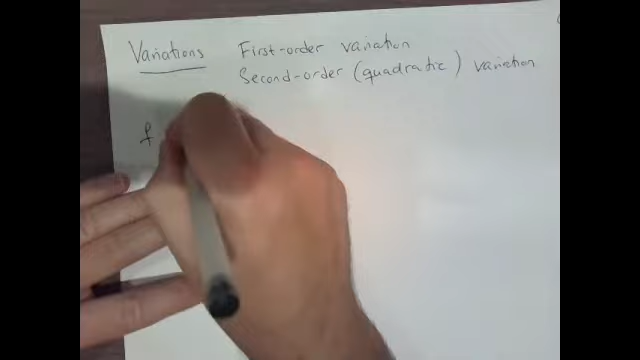 Variations First-order variation
Second-order (quadratic) variation
f